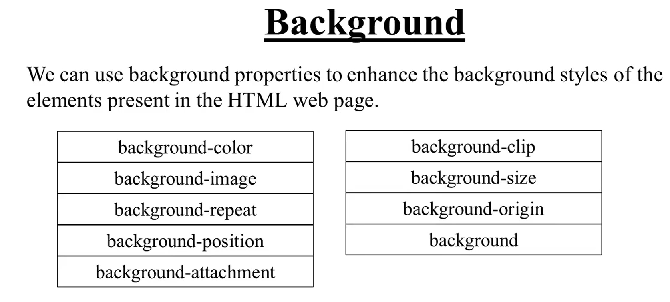 Background
We can use background properties to enhance the background styles of the
elements present in the HTML web page.
background-color
background-image
background-repeat
background-position
background-attachment
background-clip
background-size
background-origin
background